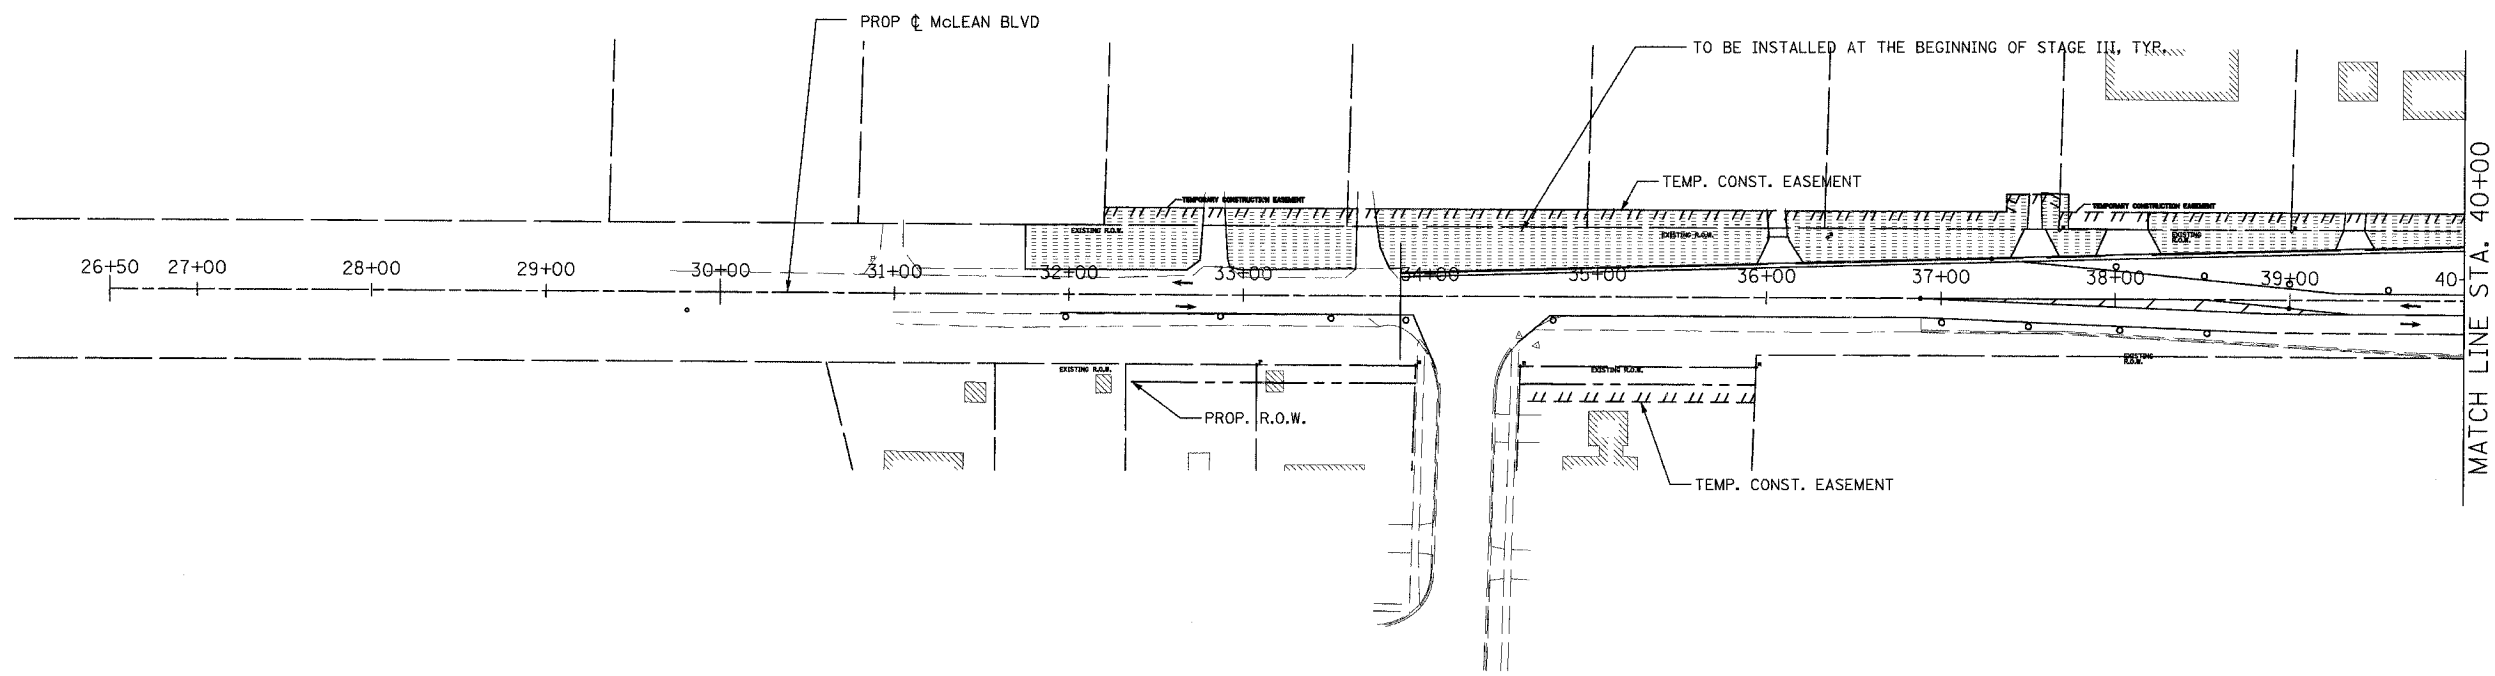 PROP ℄ McLEAN BLVD
TO BE INSTALLED AT THE BEGINNING OF STAGE III, TYP.
TEMP. CONST. EASEMENT
TEMPORARY CONSTRUCTION EASEMENT
TEMPORARY CONSTRUCTION EASEMENT
EXISTING R.O.W.
EXISTING R.O.W.
EXISTING
R.O.W.
26+50
27+00
28+00
29+00
30+00
31+00
32+00
33+00
34+00
35+00
36+00
37+00
38+00
39+00
40
MATCH LINE STA. 40+00
EXISTING R.O.W.
EXISTING R.O.W.
EXISTING
R.O.W.
PROP. R.O.W.
TEMP. CONST. EASEMENT